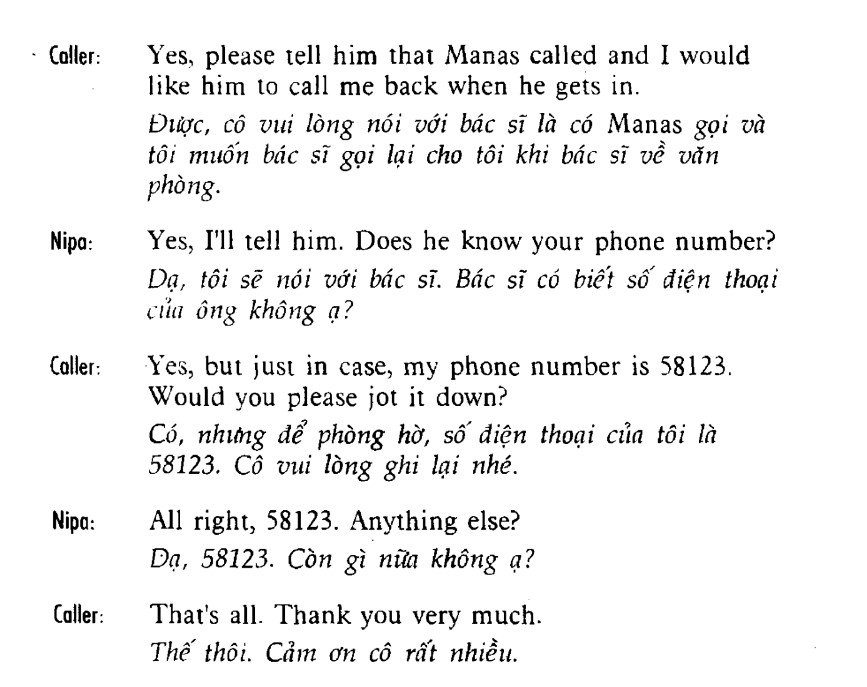 Caller: Yes, please tell him that Manas called and I would
like him to call me back when he gets in.
Được, cô vui lòng nói với bác sĩ là có Manas gọi và
tôi muốn bác sĩ gọi lại cho tôi khi bác sĩ về văn
phòng.
Nipa: Yes, I'll tell him. Does he know your phone number?
Dạ, tôi sẽ nói với bác sĩ. Bác sĩ có biết số điện thoại
của ông không ạ?
Caller: Yes, but just in case, my phone number is 58123.
Would you please jot it down?
Có, nhưng để phòng hờ, số điện thoại của tôi là
58123. Cô vui lòng ghi lại nhé.
Nipa: All right, 58123. Anything else?
Dạ, 58123. Còn gì nữa không ạ?
Caller: That's all. Thank you very much.
Thế thôi. Cảm ơn cô rất nhiều.